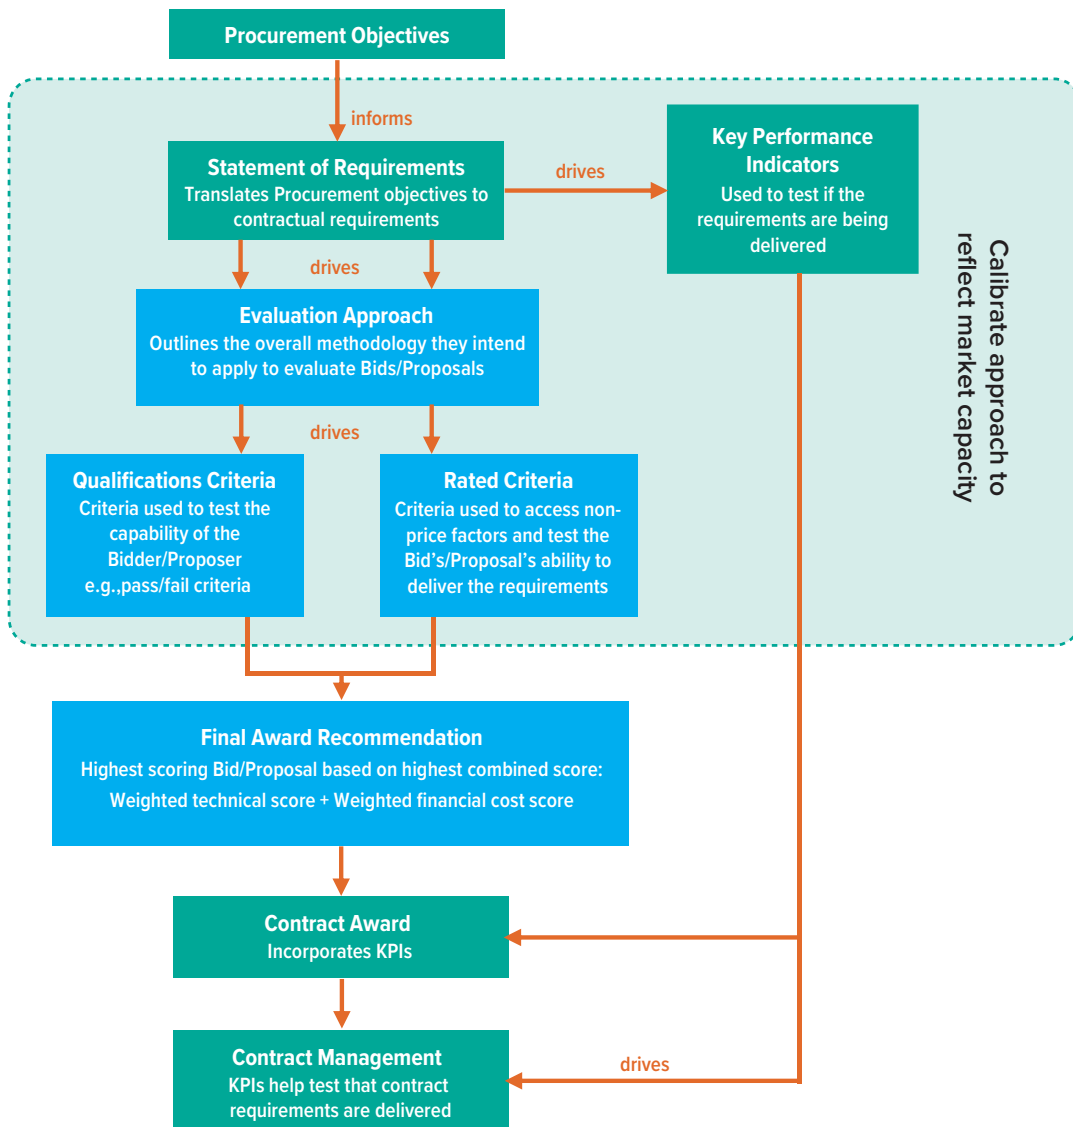 Procurement Objectives
informs
Statement of Requirements
Translates Procurement objectives to
contractual requirements
drives
Key Performance
Indicators
Used to test if the
requirements are being
delivered
Calibrate approach to
reflect market capacity
drives
Evaluation Approach
Outlines the overall methodology they intend
to apply to evaluate Bids/Proposals
drives
Qualifications Criteria
Criteria used to test the
capability of the
Bidder/Proposer
e.g.,pass/fail criteria
Rated Criteria
Criteria used to access non-
price factors and test the
Bid's/Proposal's ability to
deliver the requirements
Final Award Recommendation
Highest scoring Bid/Proposal based on highest combined score:
Weighted technical score + Weighted financial cost score
Contract Award
Incorporates KPIs
Contract Management
KPIs help test that contract
requirements are delivered
drives